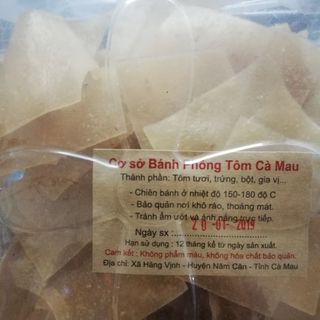 Cơ sở Bánh Phồng Tôm Cà Mau
Thành phần: Tôm tươi, trứng, bột, gia vị...
- Chiên bánh ở nhiệt độ 150-180 độ C
- Bảo quản nơi khô ráo, thoáng mát.
- Tránh ẩm ướt và ánh nắng trực tiếp.
Ngày sx :................ 20-01-2019
Hạn sử dụng : 12 tháng kể từ ngày sản xuất.
Cam kết : Không phẩm màu, không hóa chất bảo quản.
Địa chỉ: Xã Hàng Vịnh - Huyện Năm Căn - Tỉnh Cà Mau